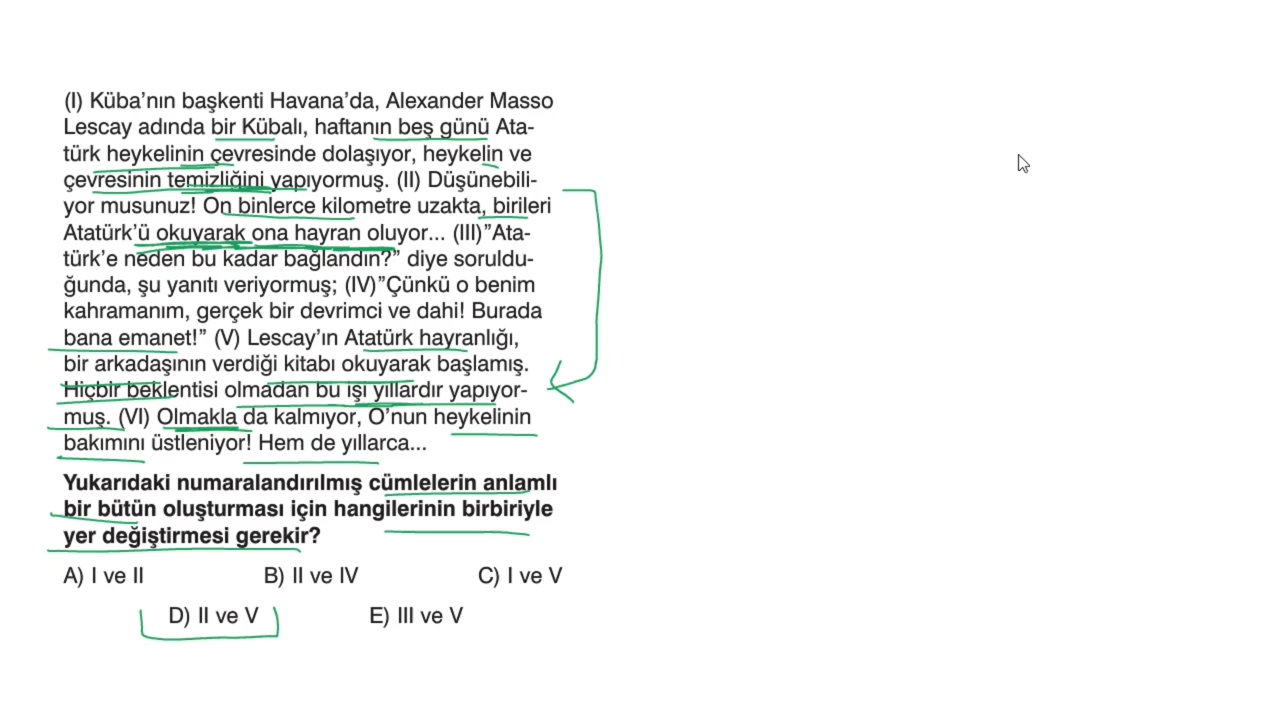 (I) Küba’nın başkenti Havana’da, Alexander Masso
Lescay adında bir Kübalı, haftanın beş günü Ata-
türk heykelinin çevresinde dolaşıyor, heykelin ve
çevresinin temizliğini yapıyormuş. (II) Düşünebili-
yor musunuz! On binlerce kilometre uzakta, birileri
Atatürk’ü okuyarak ona hayran oluyor... (III)”Ata-
türk’e neden bu kadar bağlandın?” diye soruldu-
ğunda, şu yanıtı veriyormuş; (IV)”Çünkü o benim
kahramanım, gerçek bir devrimci ve dahi! Burada
bana emanet!” (V) Lescay’ın Atatürk hayranlığı,
bir arkadaşının verdiği kitabı okuyarak başlamış.
Hiçbir beklentisi olmadan bu işi yıllardır yapıyor-
muş. (VI) Olmakla da kalmıyor, O’nun heykelinin
bakımını üstleniyor! Hem de yıllarca...
Yukarıdaki numaralandırılmış cümlelerin anlamlı
bir bütün oluşturması için hangilerinin birbiriyle
yer değiştirmesi gerekir?
A) I ve II B) II ve IV C) I ve V
D) II ve V E) III ve V